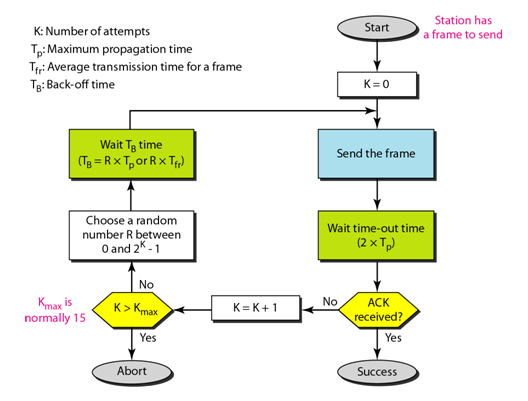 K: Number of attempts
Tp: Maximum propagation time
Tfr: Average transmission time for a frame
TB: Back-off time
Start
Station has
a frame to send
K = 0
Wait TB time
(TB = R × Tp or R × Tfr)
Send the frame
Choose a random
number R between
0 and 2^K - 1
Wait time-out time
(2 × Tp)
No
Kmax is
normally 15
K > Kmax
K = K + 1
No
ACK
received?
Yes
Yes
Abort
Success